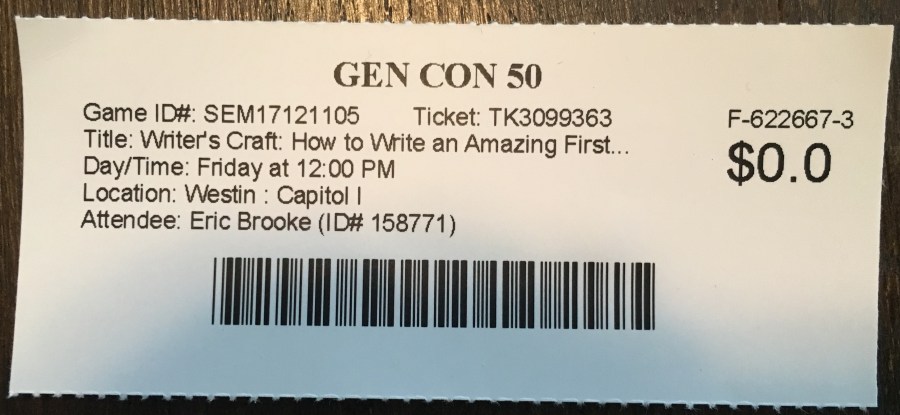 GEN CON 50
Game ID#: SEM17121105 Ticket: TK3099363 F-622667-3
Title: Writer's Craft: How to Write an Amazing First...
$0.0
Day/Time: Friday at 12:00 PM
Location: Westin : Capitol I
Attendee: Eric Brooke (ID# 158771)